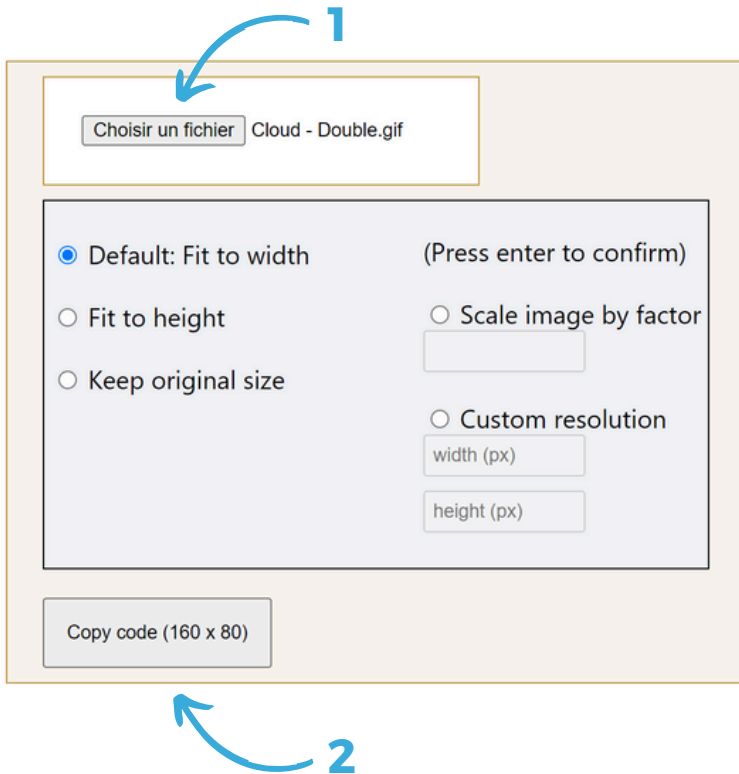 1
Choisir un fichier Cloud - Double.gif
Default: Fit to width
(Press enter to confirm)
Fit to height
Scale image by factor
Keep original size
Custom resolution
width (px)
height (px)
Copy code (160 x 80)
2